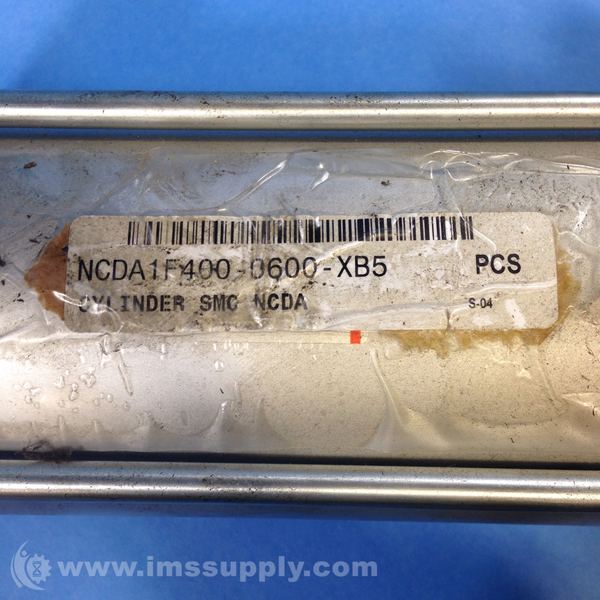 NCDA1F400-0600-XB5 PCS
CYLINDER SMC NCDA S-04
www.imssupply.com